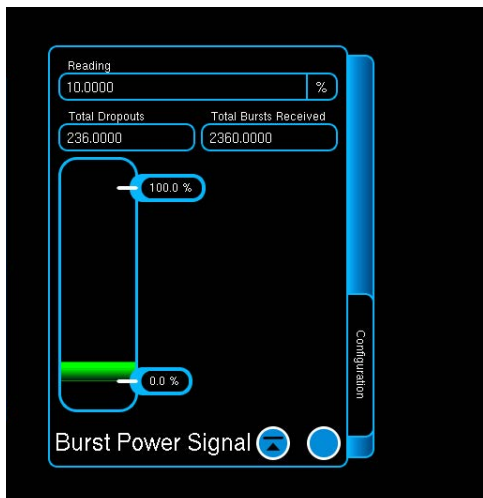 Reading
10.0000 %
Total Dropouts Total Bursts Received
236.0000 2360.0000
100.0 %
Configuration
0.0 %
Burst Power Signal